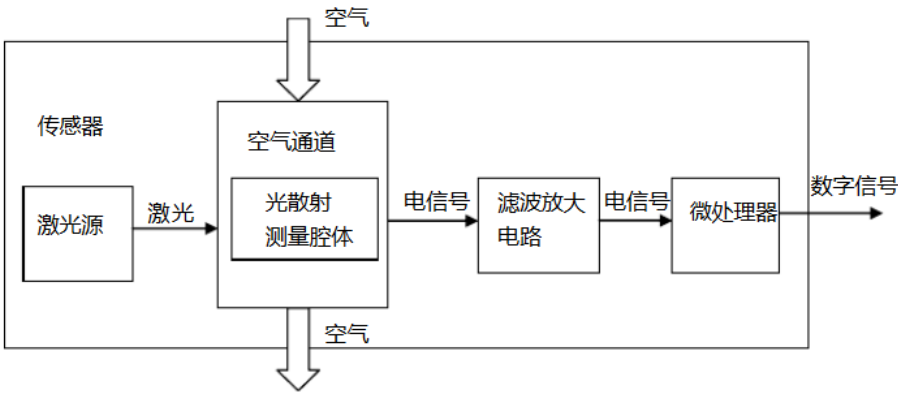 空气
传感器
空气通道
激光源
激光
光散射
测量腔体
电信号
滤波放大
电路
电信号
微处理器
数字信号
空气